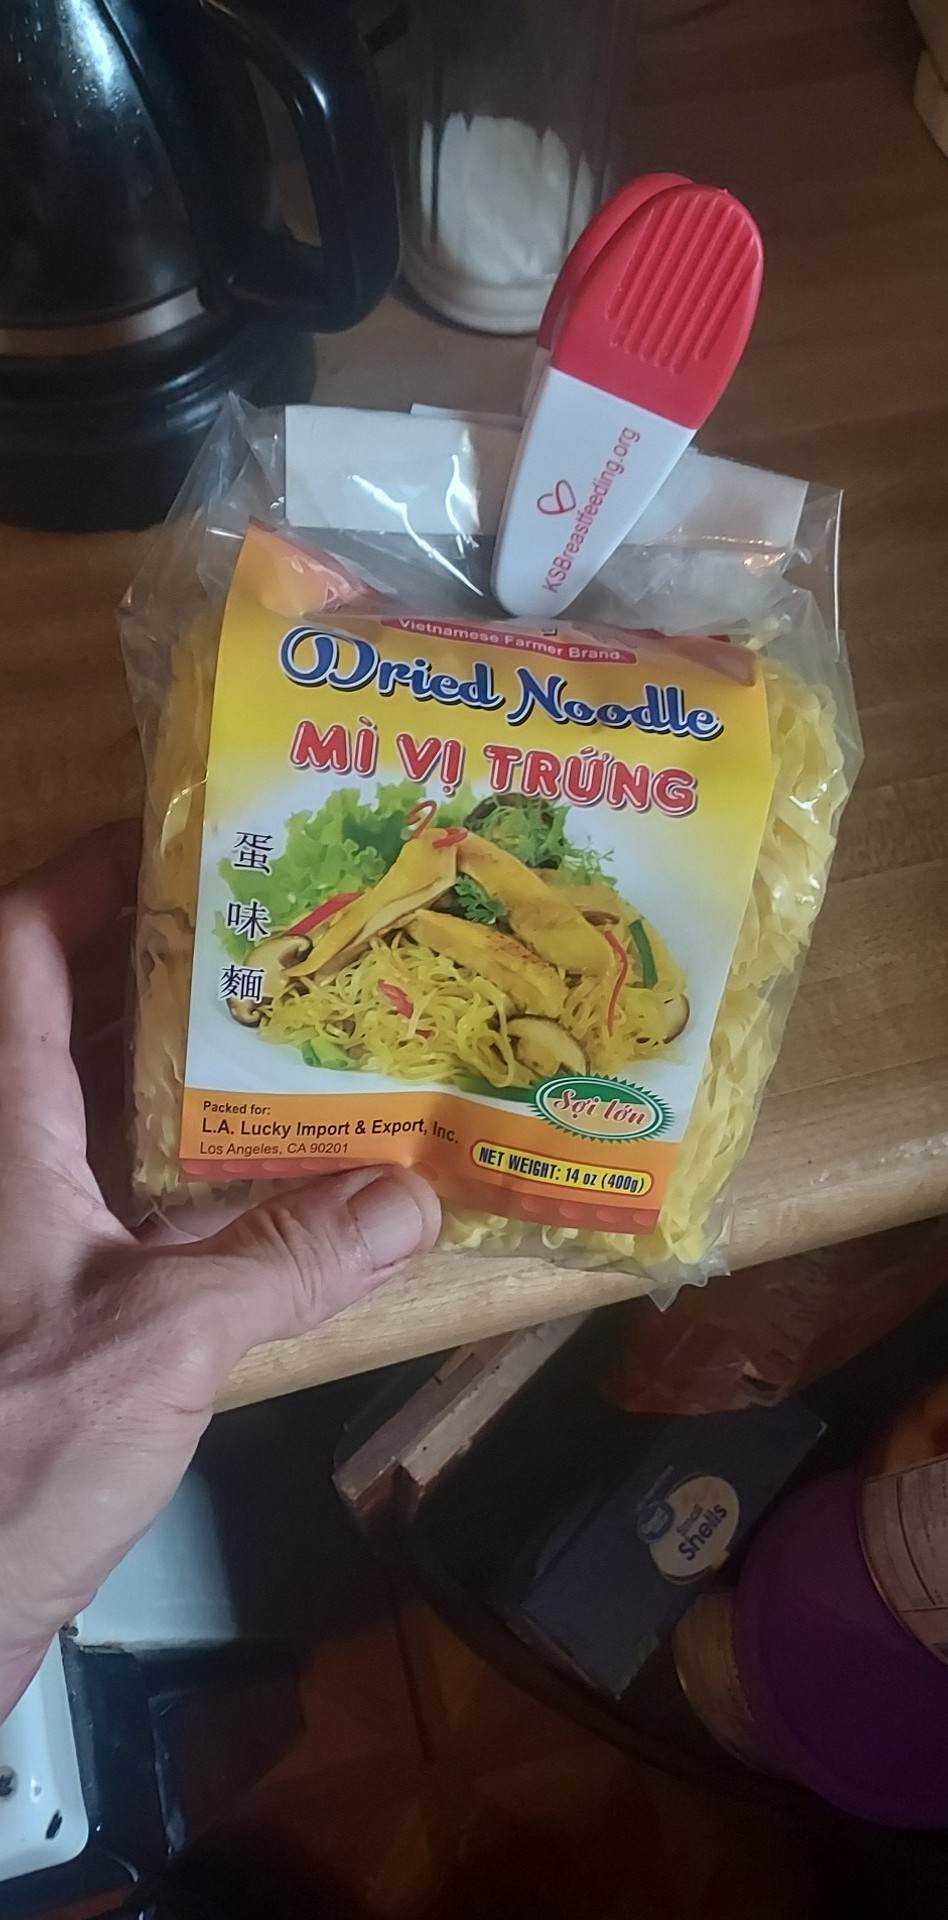 KSBreastfeeding.org
Vietnamese Farmer Brand
Dried Noodle
MÌ VỊ TRỨNG
蛋味麵
Sợi lớn
Packed for:
L.A. Lucky Import & Export, Inc.
Los Angeles, CA 90201
NET WEIGHT: 14 oz (400g)
Small
Shells